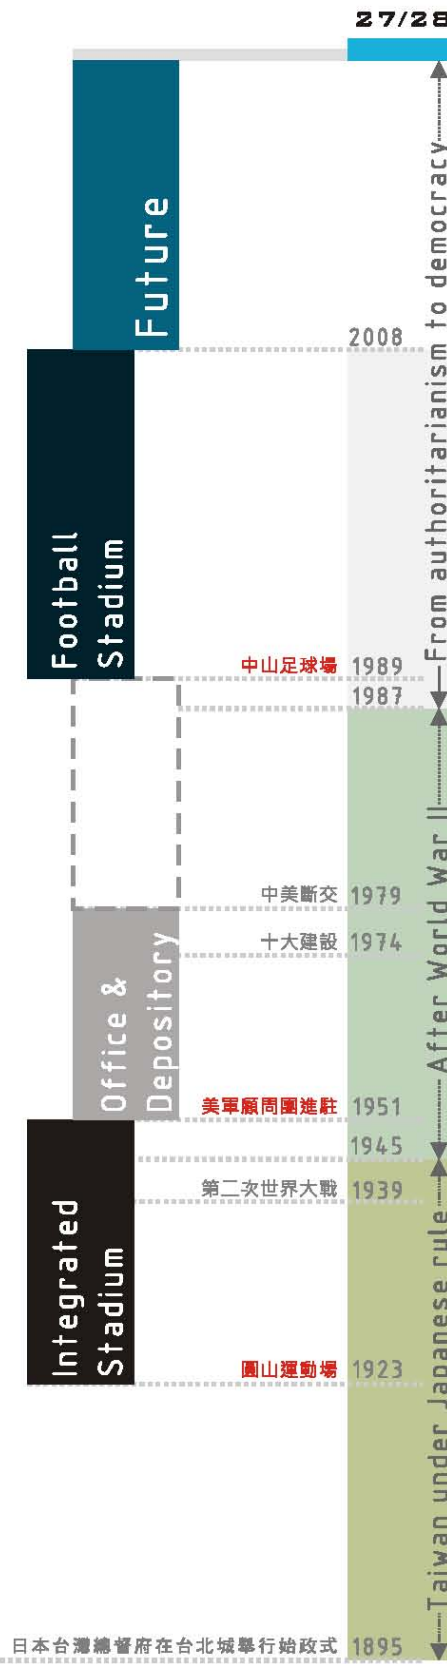 27/28
Future
From authoritarianism to democracy
2008
Football
Stadium
中山足球場 1989
1987
After World War II
中美斷交 1979
十大建設 1974
Office &
Depository
美軍顧問團進駐 1951
1945
Taiwan under Japanese rule
第二次世界大戰 1939
Integrated
Stadium
圓山運動場 1923
日本台灣總督府在台北城舉行始政式 1895